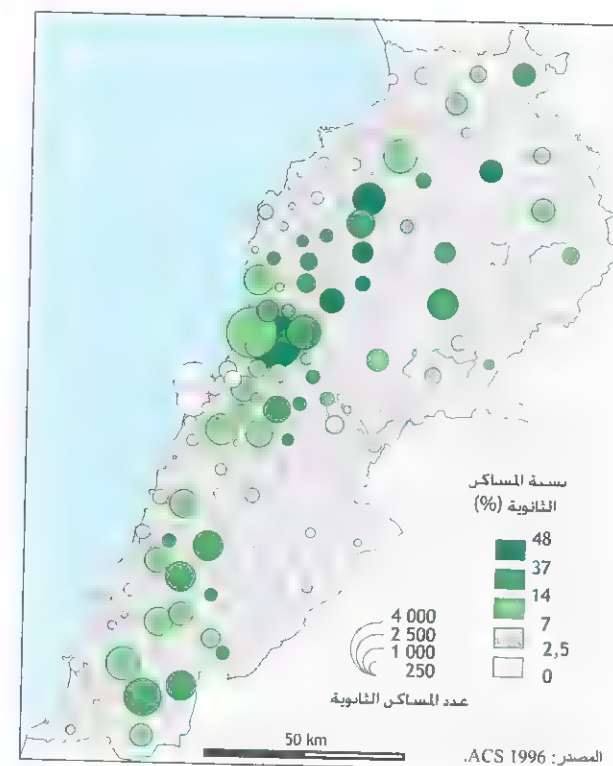 نسبة المساكن
الثانوية (%)
48
37
14
7
2,5
0
4 000
2 500
1 000
250
عدد المساكن الثانوية
50 km
المصدر: ACS 1996.